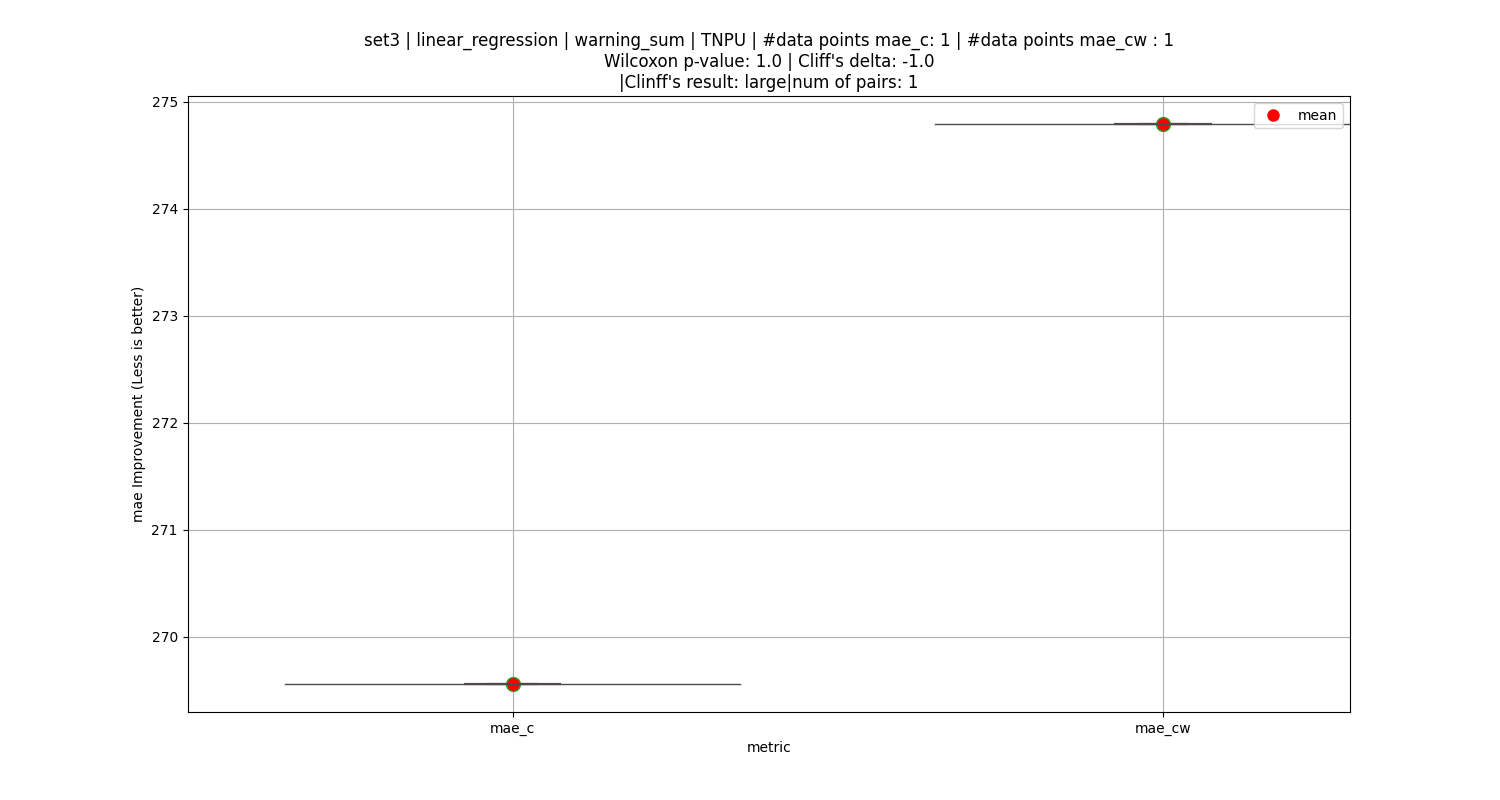 set3 | linear_regression | warning_sum | TNPU | #data points mae_c: 1 | #data points mae_cw : 1
Wilcoxon p-value: 1.0 | Cliff's delta: -1.0
|Clinff's result: large|num of pairs: 1
mean
275
274
273
272
271
270
mae Improvement (Less is better)
mae_c
mae_cw
metric